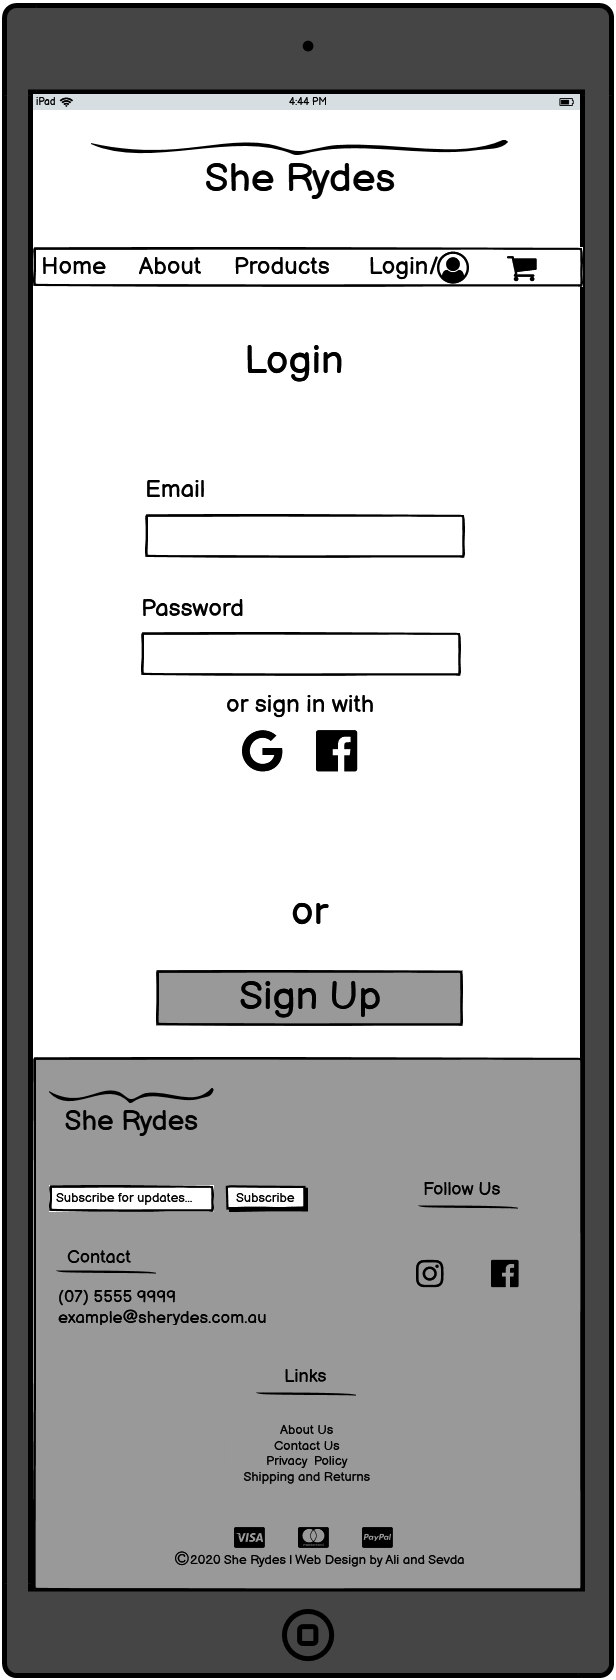 iPad 4:44 PM
She Rydes
Home About Products Login/
Login
Email
Password
or sign in with
or
Sign Up
She Rydes
Subscribe for updates... Subscribe
Follow Us
Contact
(07) 5555 9999
example@sherydes.com.au
Links
About Us
Contact Us
Privacy Policy
Shipping and Returns
VISA PayPal
©2020 She Rydes | Web Design by Ali and Sevda